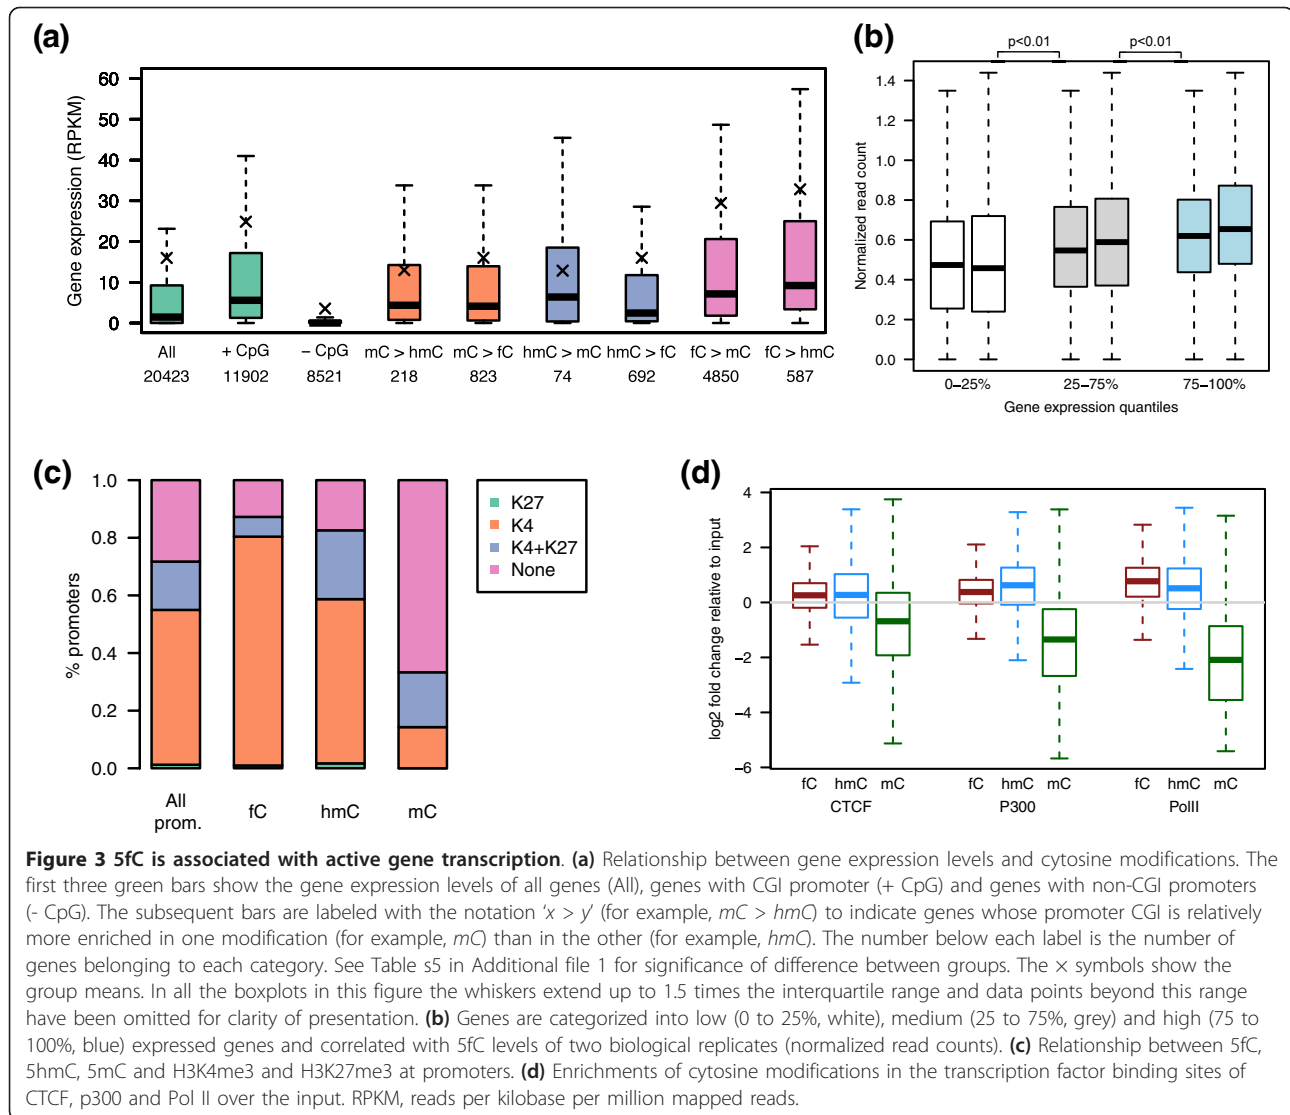 (a)
Gene expression (RPKM)
60
50
40
30
20
10
0
All
+ CpG
− CpG
mC > hmC
mC > fC
hmC > mC
hmC > fC
fC > mC
fC > hmC
20423
11902
8521
218
823
74
692
4850
587
(b)
p<0.01
p<0.01
Normalized read count
1.4
1.2
1.0
0.8
0.6
0.4
0.2
0.0
0−25%
25−75%
75−100%
Gene expression quantiles
(c)
% promoters
1.0
0.8
0.6
0.4
0.2
0.0
All
prom.
fC
hmC
mC
K27
K4
K4+K27
None
(d)
log2 fold change relative to input
4
2
0
−2
−4
−6
fC
hmC
mC
fC
hmC
mC
fC
hmC
mC
CTCF
P300
PolII
Figure 3 5fC is associated with active gene transcription. (a) Relationship between gene expression levels and cytosine modifications. The
first three green bars show the gene expression levels of all genes (All), genes with CGI promoter (+ CpG) and genes with non-CGI promoters
(- CpG). The subsequent bars are labeled with the notation ‘x > y’ (for example, mC > hmC) to indicate genes whose promoter CGI is relatively
more enriched in one modification (for example, mC) than in the other (for example, hmC). The number below each label is the number of
genes belonging to each category. See Table s5 in Additional file 1 for significance of difference between groups. The × symbols show the
group means. In all the boxplots in this figure the whiskers extend up to 1.5 times the interquartile range and data points beyond this range
have been omitted for clarity of presentation. (b) Genes are categorized into low (0 to 25%, white), medium (25 to 75%, grey) and high (75 to
100%, blue) expressed genes and correlated with 5fC levels of two biological replicates (normalized read counts). (c) Relationship between 5fC,
5hmC, 5mC and H3K4me3 and H3K27me3 at promoters. (d) Enrichments of cytosine modifications in the transcription factor binding sites of
CTCF, p300 and Pol II over the input. RPKM, reads per kilobase per million mapped reads.